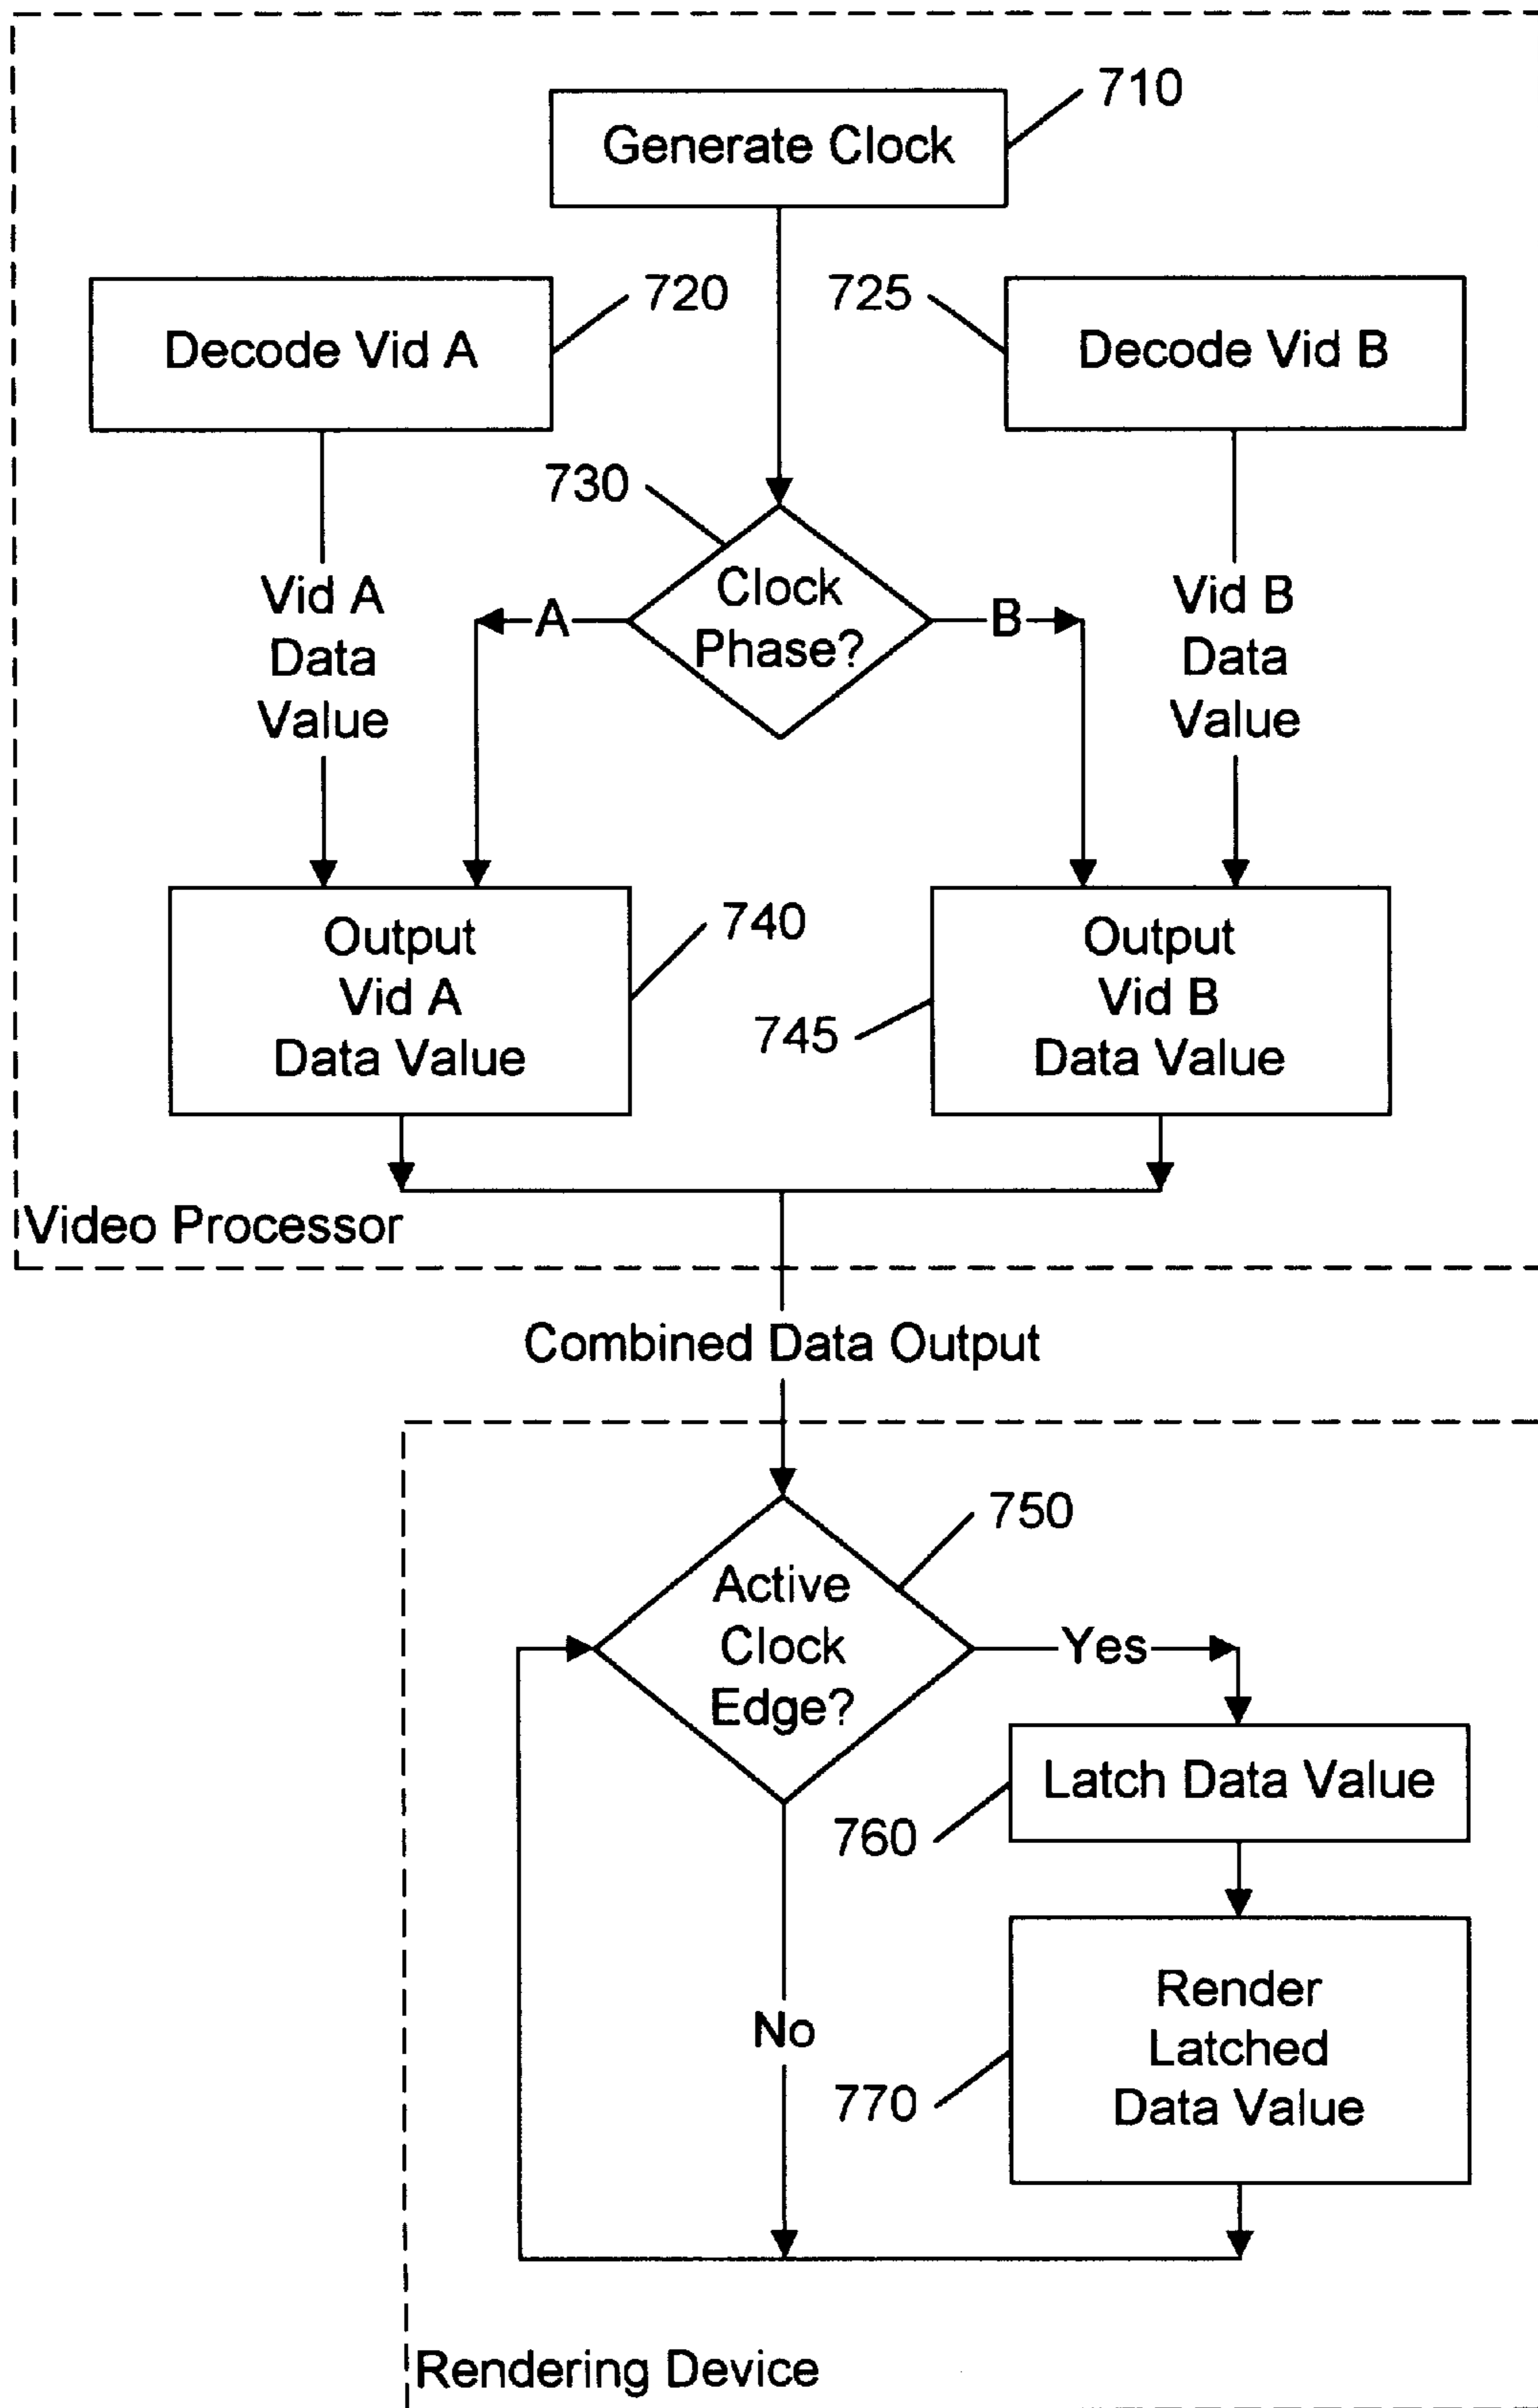 710
Generate Clock
720
725
Decode Vid A
Decode Vid B
730
Clock
Phase?
A
B
Vid A
Data
Value
Vid B
Data
Value
Output
Vid A
Data Value
740
Output
Vid B
Data Value
745
Video Processor
Combined Data Output
750
Active
Clock
Edge?
Yes
Latch Data Value
760
No
Render
Latched
Data Value
770
Rendering Device